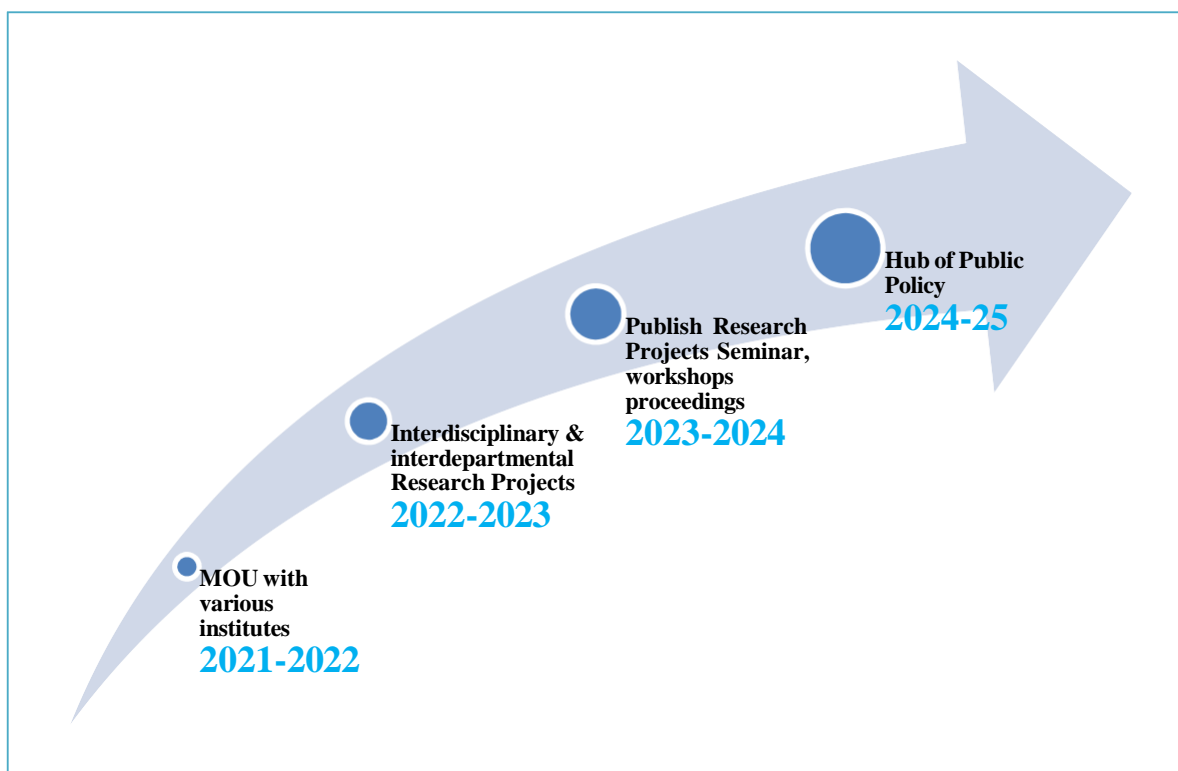 MOU with
various
institutes
2021-2022
Interdisciplinary &
interdepartmental
Research Projects
2022-2023
Publish Research
Projects Seminar,
workshops
proceedings
2023-2024
Hub of Public
Policy
2024-25